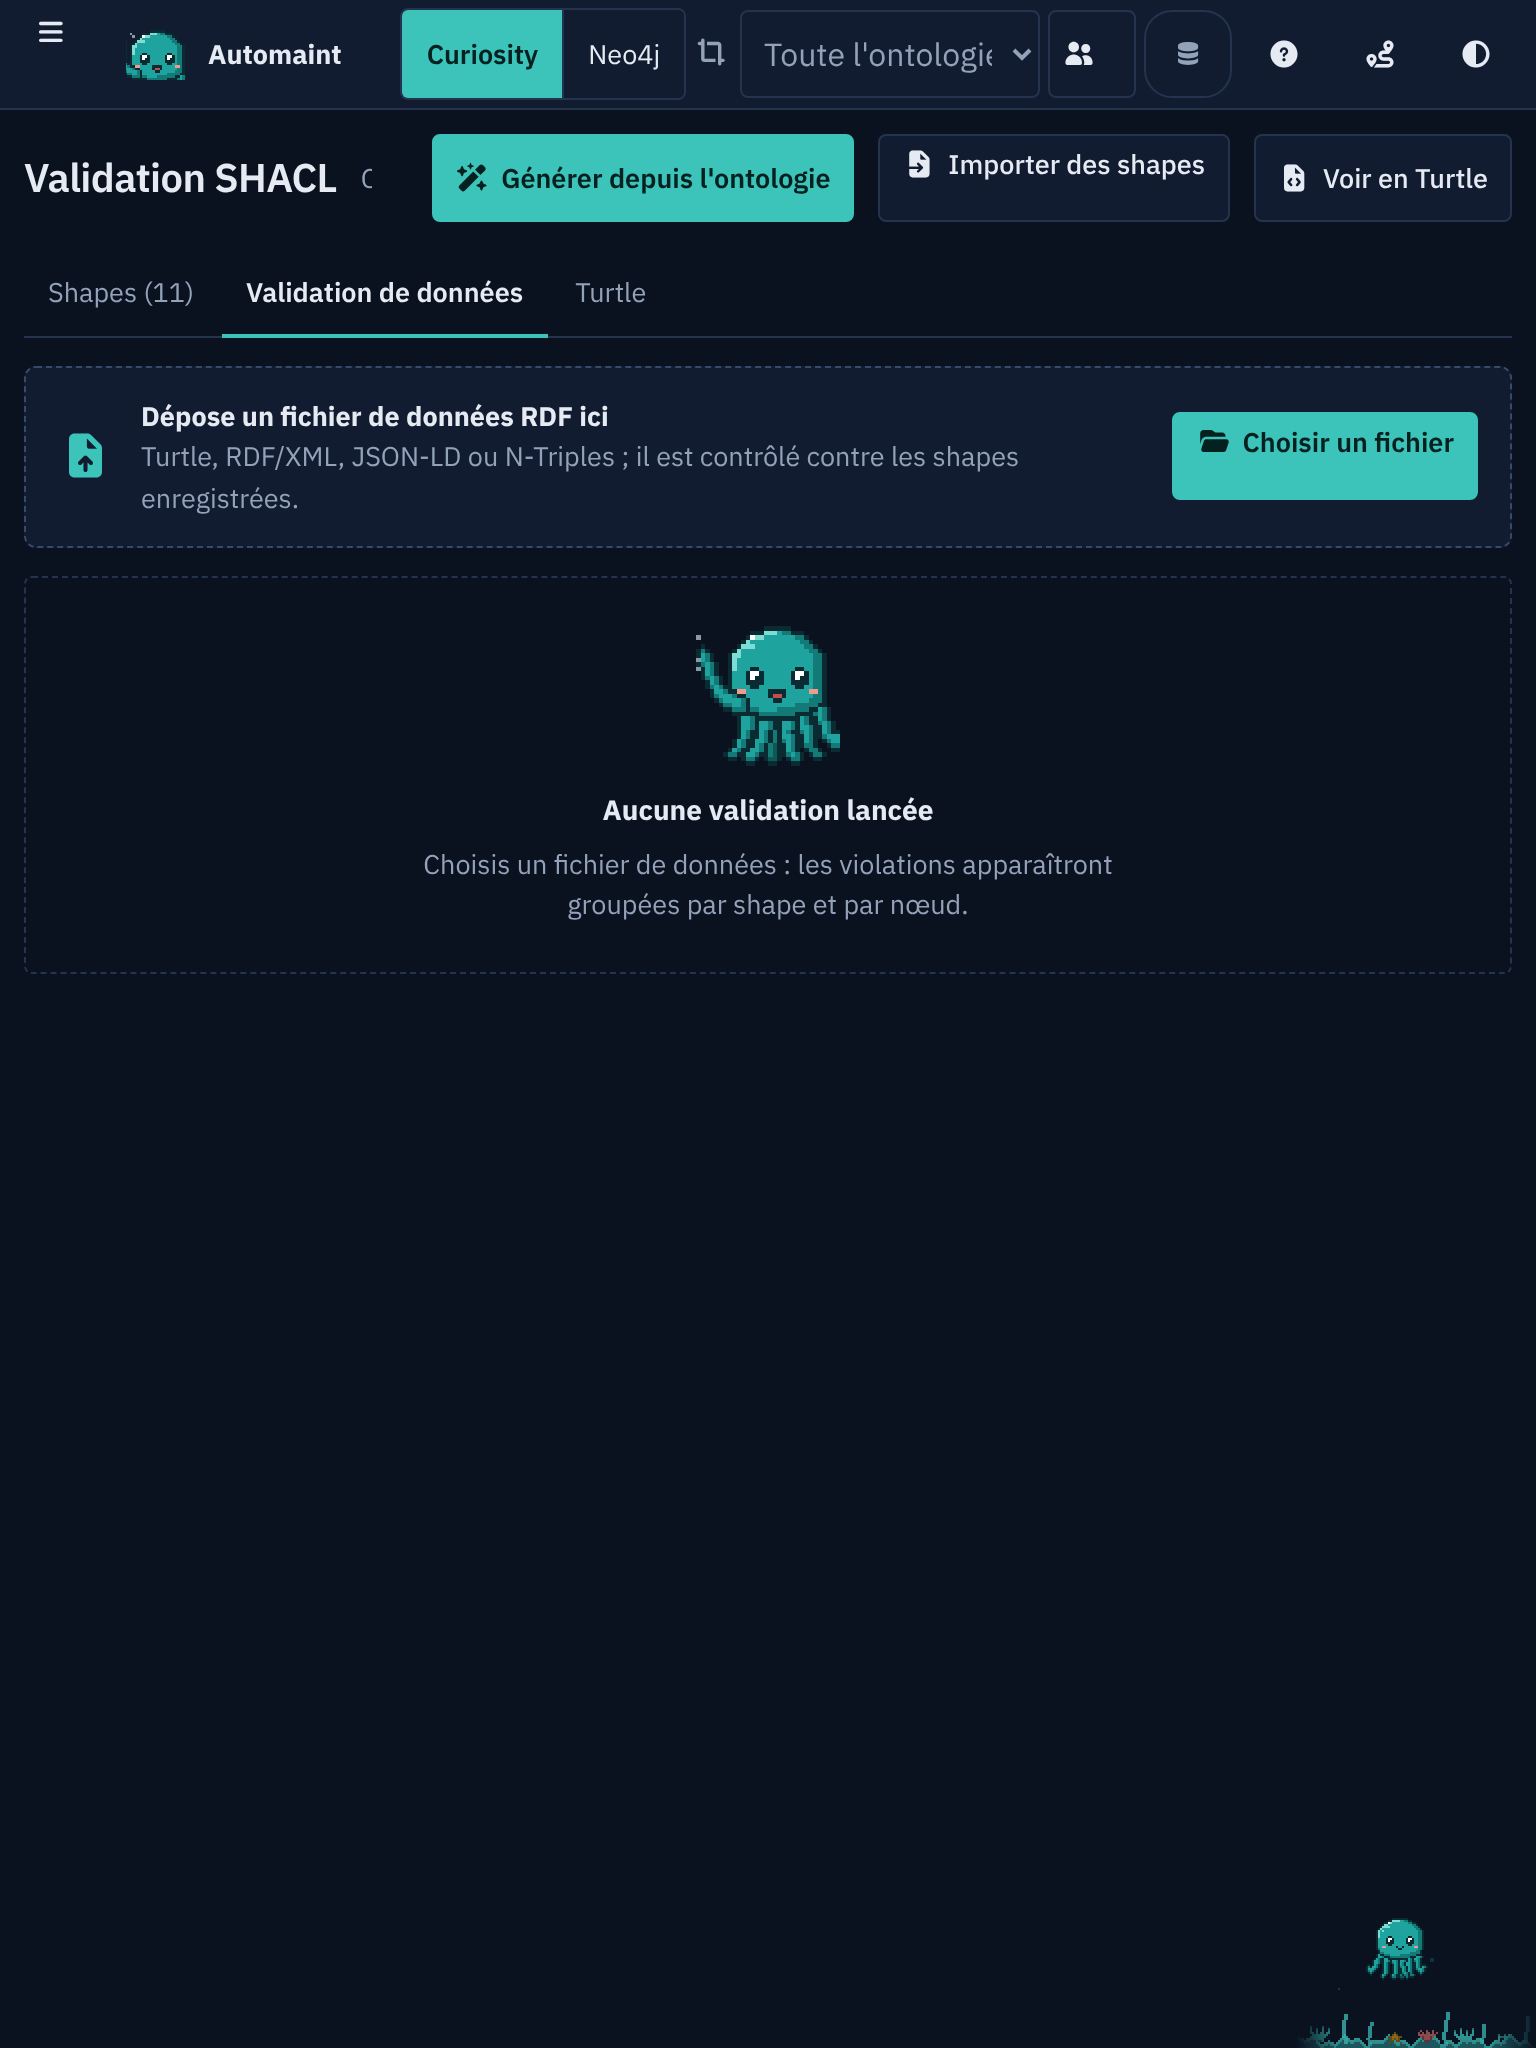 Automaint
Curiosity
Neo4j
Toute l'ontologie
Validation SHACL
Générer depuis l'ontologie
Importer des shapes
Voir en Turtle
Shapes (11)
Validation de données
Turtle
Dépose un fichier de données RDF ici
Turtle, RDF/XML, JSON-LD ou N-Triples ; il est contrôlé contre les shapes
enregistrées.
Choisir un fichier
Aucune validation lancée
Choisis un fichier de données : les violations apparaîtront
groupées par shape et par nœud.